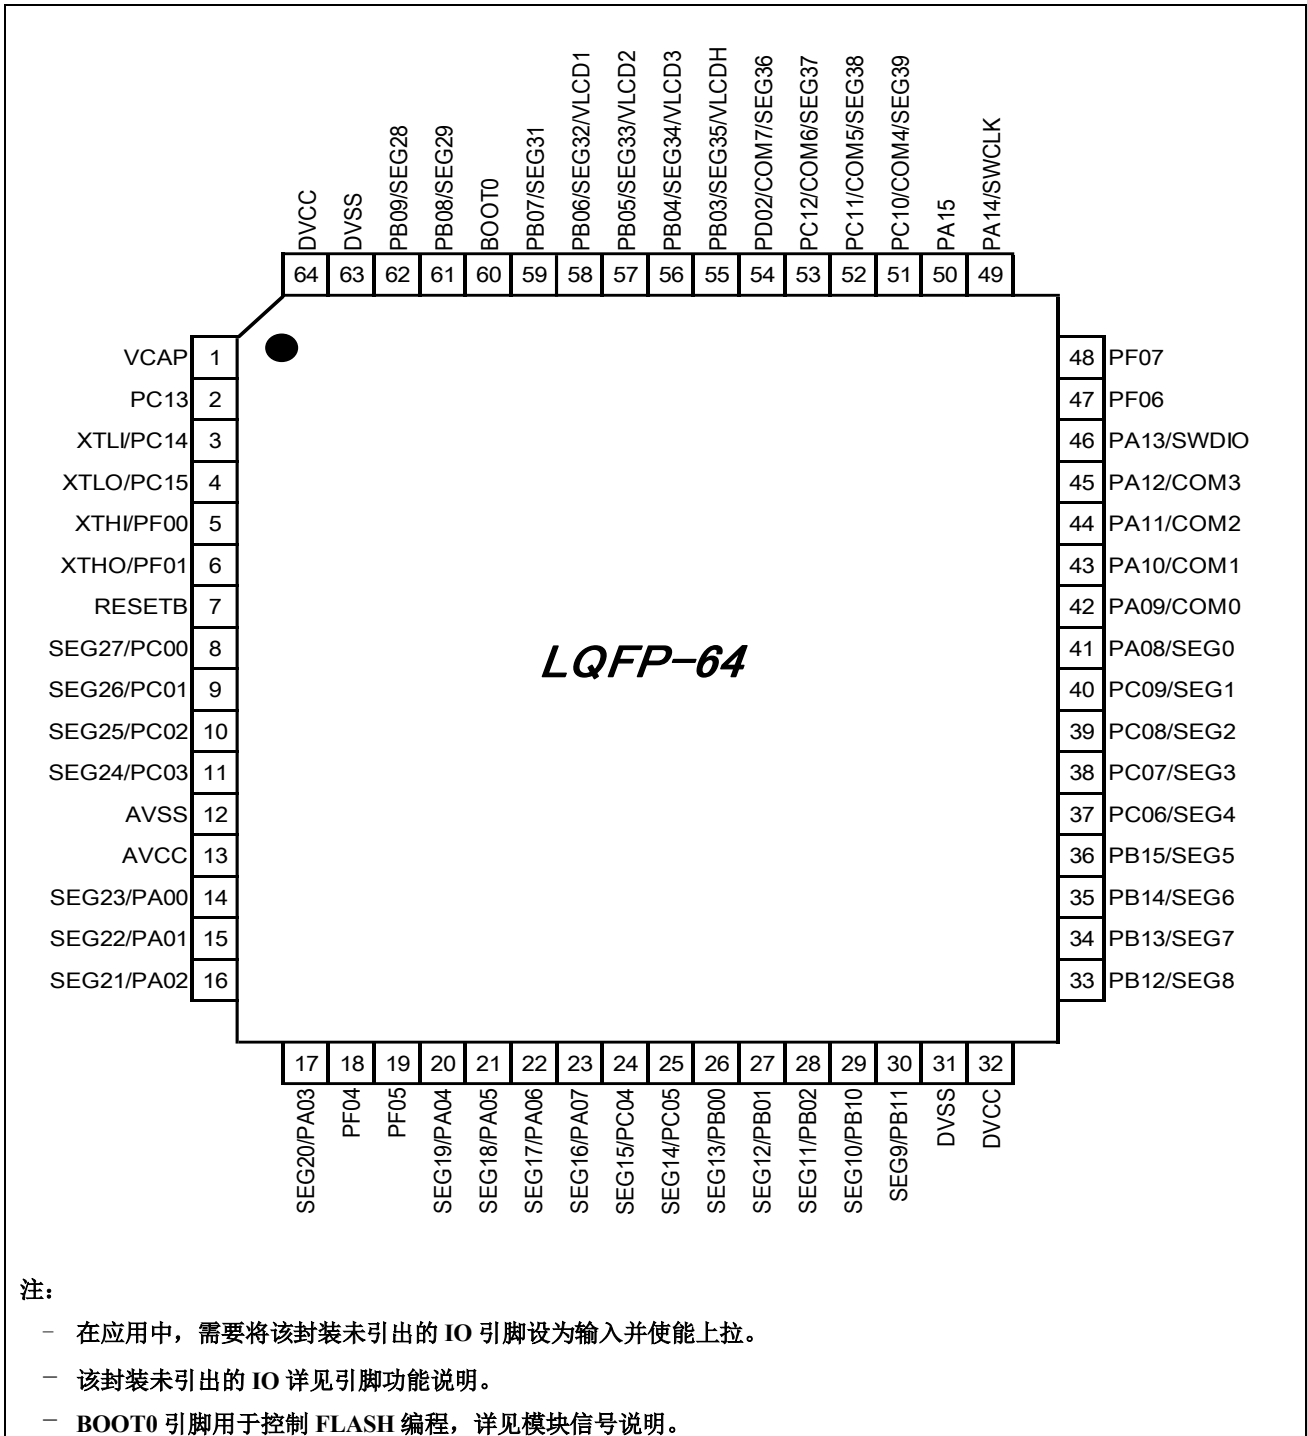 DVCC
DVSS
PB09/SEG28
PB08/SEG29
BOOT0
PB07/SEG31
PB06/SEG32/VLCD1
PB05/SEG33/VLCD2
PB04/SEG34/VLCD3
PB03/SEG35/VLCDH
PD02/COM7/SEG36
PC12/COM6/SEG37
PC11/COM5/SEG38
PC10/COM4/SEG39
PA15
PA14/SWCLK
64 63 62 61 60 59 58 57 56 55 54 53 52 51 50 49
VCAP 1
PC13 2
XTLI/PC14 3
XTLO/PC15 4
XTHI/PF00 5
XTHO/PF01 6
RESETB 7
SEG27/PC00 8
SEG26/PC01 9
SEG25/PC02 10
SEG24/PC03 11
AVSS 12
AVCC 13
SEG23/PA00 14
SEG22/PA01 15
SEG21/PA02 16
LQFP-64
48 PF07
47 PF06
46 PA13/SWDIO
45 PA12/COM3
44 PA11/COM2
43 PA10/COM1
42 PA09/COM0
41 PA08/SEG0
40 PC09/SEG1
39 PC08/SEG2
38 PC07/SEG3
37 PC06/SEG4
36 PB15/SEG5
35 PB14/SEG6
34 PB13/SEG7
33 PB12/SEG8
17 18 19 20 21 22 23 24 25 26 27 28 29 30 31 32
SEG20/PA03
PF04
PF05
SEG19/PA04
SEG18/PA05
SEG17/PA06
SEG16/PA07
SEG15/PC04
SEG14/PC05
SEG13/PB00
SEG12/PB01
SEG11/PB02
SEG10/PB10
SEG9/PB11
DVSS
DVCC
注：
– 在应用中，需要将该封装未引出的 IO 引脚设为输入并使能上拉。
– 该封装未引出的 IO 详见引脚功能说明。
– BOOT0 引脚用于控制 FLASH 编程，详见模块信号说明。